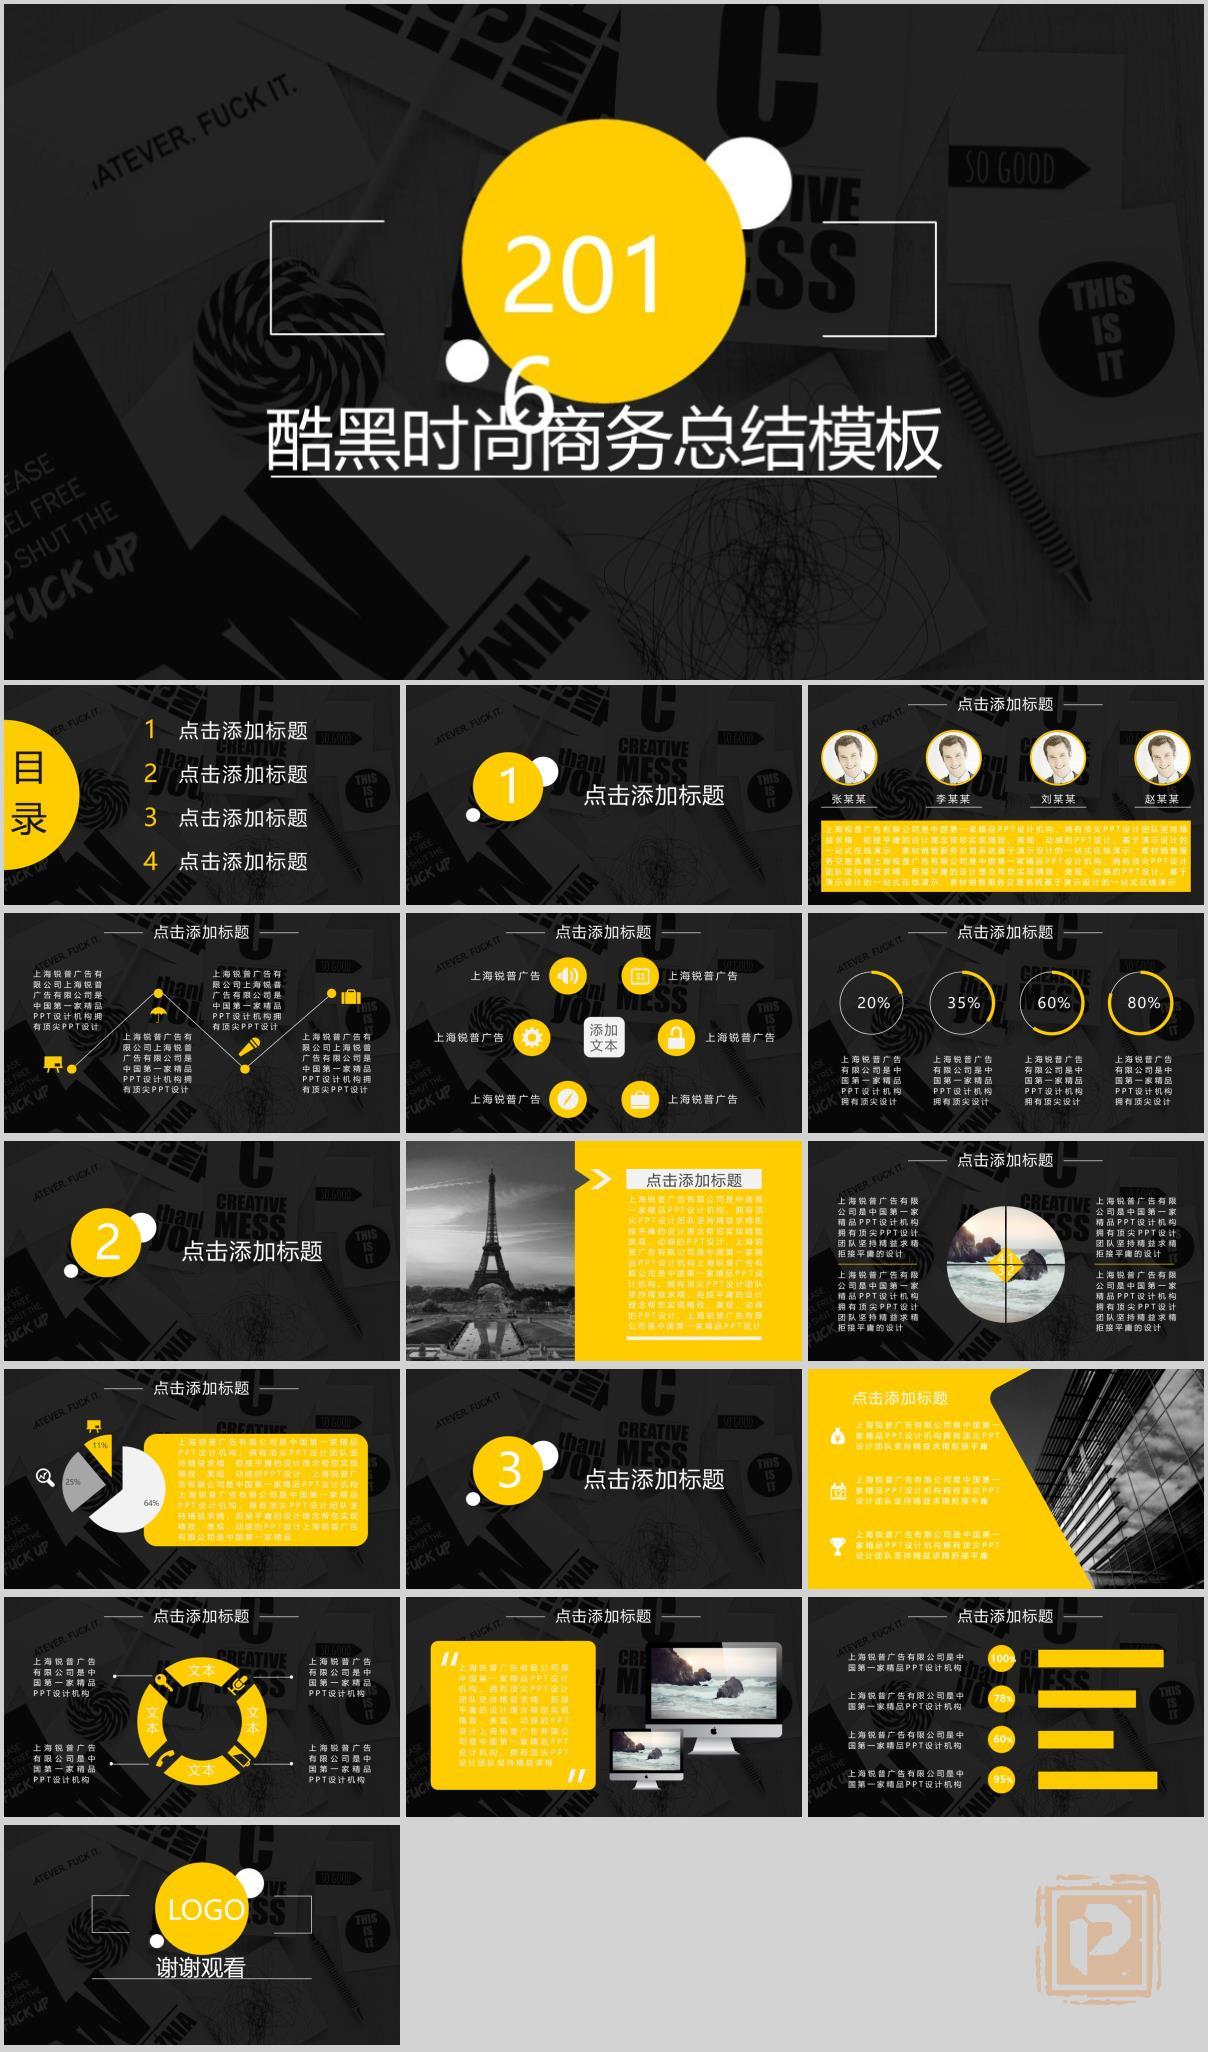 ATEVER. FUCK IT.
C
SO GOOD
THIS
IS
IT
2016
酷黑时尚商务总结模板
EASE
EL FREE
O SHUT THE
FUCK UP
目
录
1 点击添加标题
2 点击添加标题
3 点击添加标题
4 点击添加标题
1
点击添加标题
CREATIVE
MESS
点击添加标题
张某某
李某某
刘某某
赵某某
上海锐普广告有限公司是中国第一家精品PPT设计机构。拥有顶尖PPT设计团队坚持精
益求精、拒接平庸的设计理念帮您实现精致、美观、动感的PPT设计。基于演示设计的
一站式在线演示、素材销售服务交易系统基于演示设计的一站式在线演示、素材销售服
务交易系统上海锐普广告有限公司是中国第一家精品PPT设计机构。拥有顶尖PPT设计
团队坚持精益求精、拒接平庸的设计理念帮您实现精致、美观、动感的PPT设计。基于
演示设计的一站式在线演示、素材销售服务交易系统基于演示设计的一站式在线演示
点击添加标题
上海锐普广告有
限公司上海锐普
广告有限公司是
中国第一家精品
PPT设计机构拥
有顶尖PPT设计
上海锐普广告有
限公司上海锐普
广告有限公司是
中国第一家精品
PPT设计机构拥
有顶尖PPT设计
上海锐普广告有
限公司上海锐普
广告有限公司是
中国第一家精品
PPT设计机构拥
有顶尖PPT设计
上海锐普广告有
限公司上海锐普
广告有限公司是
中国第一家精品
PPT设计机构拥
有顶尖PPT设计
点击添加标题
上海锐普广告
上海锐普广告
上海锐普广告
添加
文本
上海锐普广告
上海锐普广告
上海锐普广告
点击添加标题
20%
35%
60%
80%
上海锐普广告
有限公司是中
国第一家精品
PPT设计机构
拥有顶尖设计
上海锐普广告
有限公司是中
国第一家精品
PPT设计机构
拥有顶尖设计
上海锐普广告
有限公司是中
国第一家精品
PPT设计机构
拥有顶尖设计
上海锐普广告
有限公司是中
国第一家精品
PPT设计机构
拥有顶尖设计
2
点击添加标题
点击添加标题
上海锐普广告有限公司是中国第
一家精品PPT设计机构。拥有顶
尖PPT设计团队坚持精益求精拒
接平庸的设计理念帮您实现精致
美观、动感的PPT设计。上海锐
普广告有限公司是中国第一家精
品PPT设计机构上海锐普广告有
限公司是中国第一家精品PPT设
计机构。拥有顶尖PPT设计团队
坚持精益求精、拒接平庸的设计
理念帮您实现精致、美观、动感
的PPT设计。上海锐普广告有限
公司是中国第一家精品PPT设计
点击添加标题
上海锐普广告有限
公司是中国第一家
精品PPT设计机构
拥有顶尖PPT设计
团队坚持精益求精
拒接平庸的设计
上海锐普广告有限
公司是中国第一家
精品PPT设计机构
拥有顶尖PPT设计
团队坚持精益求精
拒接平庸的设计
上海锐普广告有限
公司是中国第一家
精品PPT设计机构
拥有顶尖PPT设计
团队坚持精益求精
拒接平庸的设计
上海锐普广告有限
公司是中国第一家
精品PPT设计机构
拥有顶尖PPT设计
团队坚持精益求精
拒接平庸的设计
点击添加标题
11%
25%
64%
上海锐普广告有限公司是中国第一家精品
PPT设计机构。拥有顶尖PPT设计团队坚
持精益求精、拒接平庸的设计理念帮您实现
精致、美观、动感的PPT设计。上海锐普广
告有限公司是中国第一家精品PPT设计机构
上海锐普广告有限公司是中国第一家精品
PPT设计机构。拥有顶尖PPT设计团队坚
持精益求精、拒接平庸的设计理念帮您实现
精致、美观、动感的PPT设计上海锐普广告
有限公司是中国第一家精品
3
点击添加标题
点击添加标题
上海锐普广告有限公司是中国第一
家精品PPT设计机构拥有顶尖PPT
设计团队坚持精益求精拒接平庸
12
上海锐普广告有限公司是中国第一
家精品PPT设计机构拥有顶尖PPT
设计团队坚持精益求精拒接平庸
上海锐普广告有限公司是中国第一
家精品PPT设计机构拥有顶尖PPT
设计团队坚持精益求精拒接平庸
点击添加标题
上海锐普广告
有限公司是中
国第一家精品
PPT设计机构
文本
文本
文本
文本
上海锐普广告
有限公司是中
国第一家精品
PPT设计机构
上海锐普广告
有限公司是中
国第一家精品
PPT设计机构
上海锐普广告
有限公司是中
国第一家精品
PPT设计机构
点击添加标题
上海锐普广告有限公司是
中国第一家精品PPT设计
机构。拥有顶尖PPT设计
团队坚持精益求精、拒接
平庸的设计理念帮您实现
精致、美观、动感的PPT
设计上海锐普广告有限公
司是中国第一家精品PPT
设计机构。拥有顶尖PPT
设计团队坚持精益求精
点击添加标题
上海锐普广告有限公司是中
国第一家精品PPT设计机构
100%
上海锐普广告有限公司是中
国第一家精品PPT设计机构
78%
上海锐普广告有限公司是中
国第一家精品PPT设计机构
60%
上海锐普广告有限公司是中
国第一家精品PPT设计机构
95%
LOGO
谢谢观看